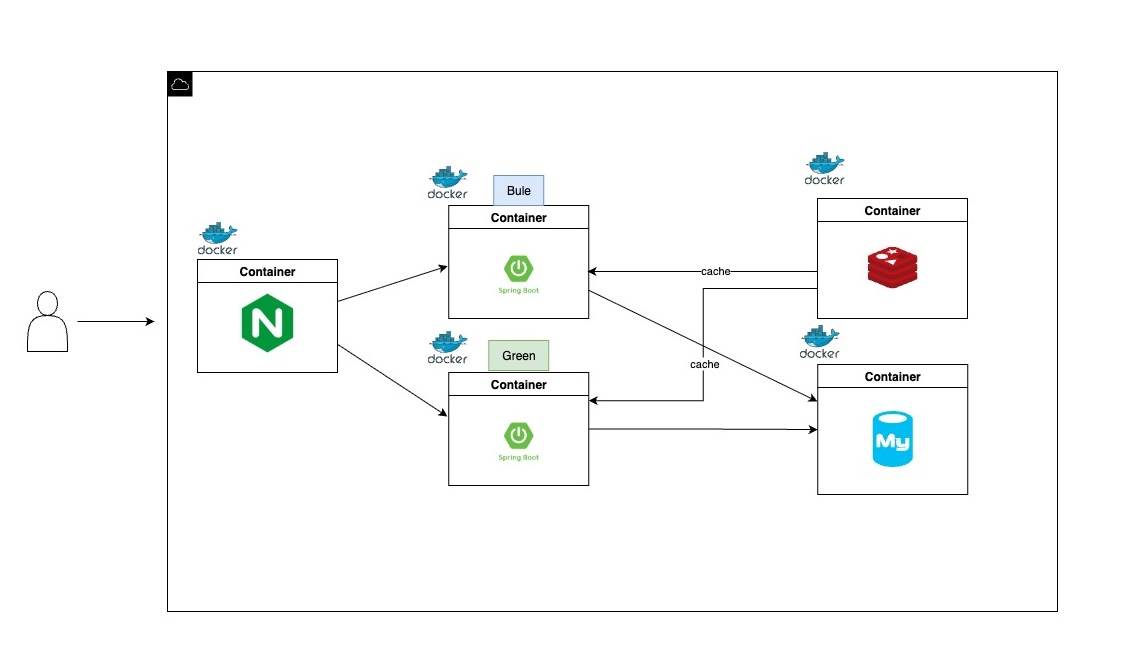 docker
Container
N
docker
Bule
Container
Spring Boot
docker
Green
Container
Spring Boot
cache
cache
docker
Container
docker
Container
My